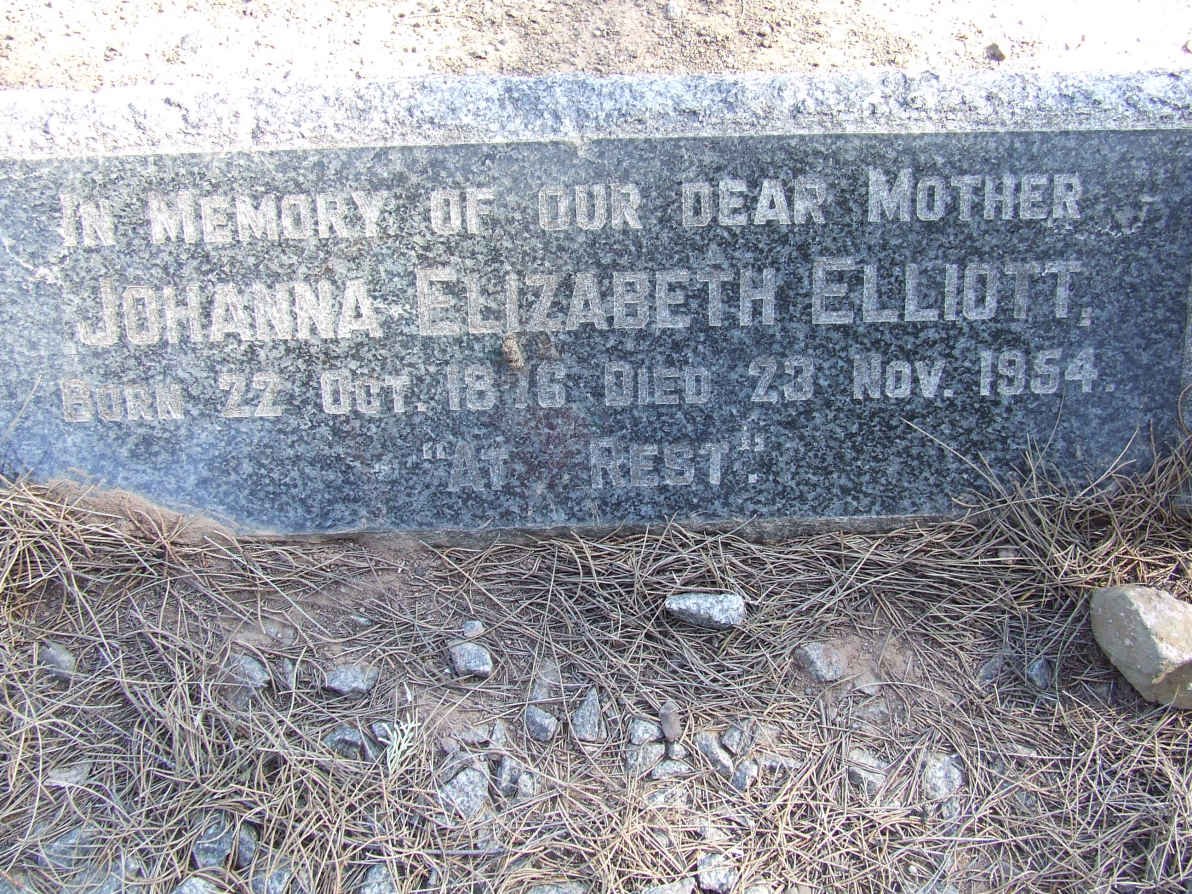 IN MEMORY OF OUR DEAR MOTHER
JOHANNA ELIZABETH ELLIOTT,
BORN 22 OCT. 1876 DIED 23 NOV. 1954.
"AT REST".